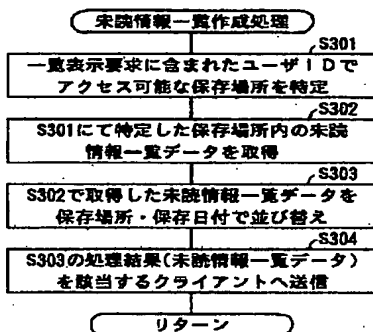 未読情報一覧作成処理
S301
一覧表示要求に含まれたユーザIDで
アクセス可能な保存場所を特定
S302
S301にて特定した保存場所内の未読
情報一覧データを取得
S303
S302で取得した未読情報一覧データを
保存場所・保存日付で並び替え
S304
S303の処理結果(未読情報一覧データ)
を該当するクライアントへ送信
リターン